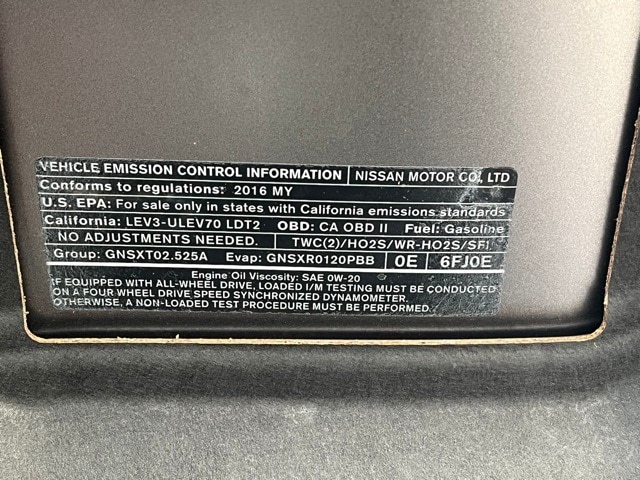 VEHICLE EMISSION CONTROL INFORMATION NISSAN MOTOR CO., LTD
Conforms to regulations: 2016 MY
U.S. EPA: For sale only in states with California emissions standards
California: LEV3-ULEV70 LDT2 OBD: CA OBD II Fuel: Gasoline
NO ADJUSTMENTS NEEDED. TWC(2)/HO2S/WR-HO2S/SFI
Group: GNSXT02.525A Evap: GNSXR0120PBB 0E 6FJ0E
Engine Oil Viscosity: SAE 0W-20
IF EQUIPPED WITH ALL-WHEEL DRIVE, LOADED I/M TESTING MUST BE CONDUCTED
ON A FOUR WHEEL DRIVE SPEED SYNCHRONIZED DYNAMOMETER.
OTHERWISE, A NON-LOADED TEST PROCEDURE MUST BE PERFORMED.